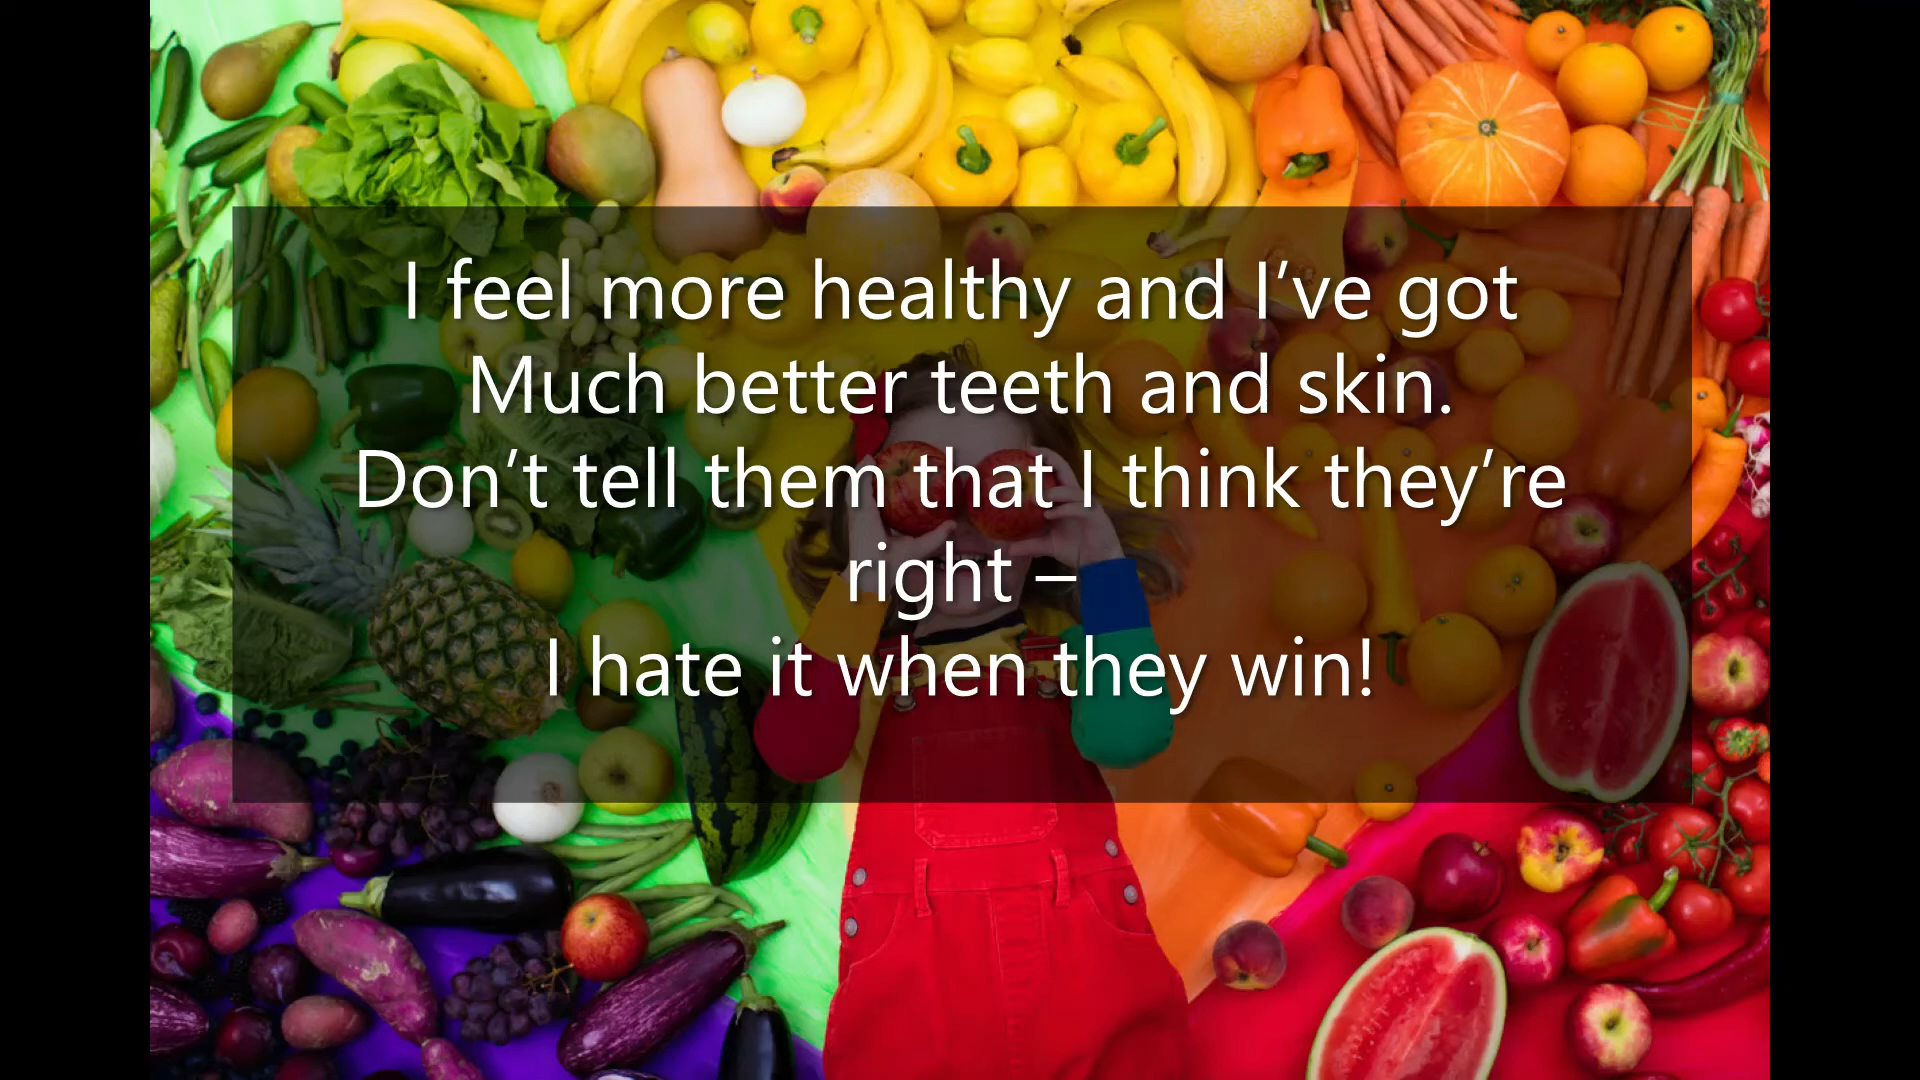 I feel more healthy and I’ve got
Much better teeth and skin.
Don’t tell them that I think they’re
right –
I hate it when they win!